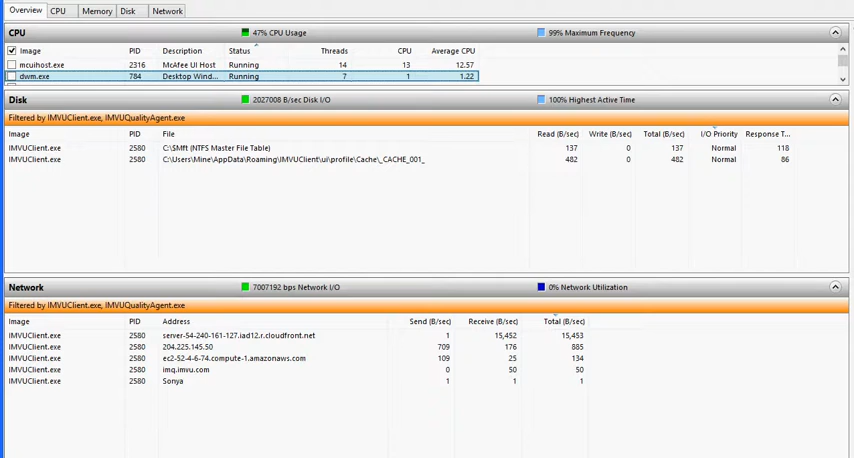 Overview CPU Memory Disk Network
CPU 47% CPU Usage 99% Maximum Frequency
Image PID Description Status Threads CPU Average CPU
mcuihost.exe 2316 McAfee UI Host Running 14 13 12.57
dwm.exe 784 Desktop Wind... Running 7 1 1.22
Disk 2027008 B/sec Disk I/O 100% Highest Active Time
Filtered by IMVUClient.exe, IMVUQualityAgent.exe
Image PID File Read (B/sec) Write (B/sec) Total (B/sec) I/O Priority Response T...
IMVUClient.exe 2580 C:\$Mft (NTFS Master File Table) 137 0 137 Normal 118
IMVUClient.exe 2580 C:\Users\Mine\AppData\Roaming\IMVUClient\ui\profile\Cache\_CACHE_001_ 482 0 482 Normal 86
Network 7007192 bps Network I/O 0% Network Utilization
Filtered by IMVUClient.exe, IMVUQualityAgent.exe
Image PID Address Send (B/sec) Receive (B/sec) Total (B/sec)
IMVUClient.exe 2580 server-54-240-161-127.iad12.r.cloudfront.net 1 15,452 15,453
IMVUClient.exe 2580 204.225.145.50 709 176 885
IMVUClient.exe 2580 ec2-52-4-6-74.compute-1.amazonaws.com 109 25 134
IMVUClient.exe 2580 imq.imvu.com 0 50 50
IMVUClient.exe 2580 Sonya 1 1 1